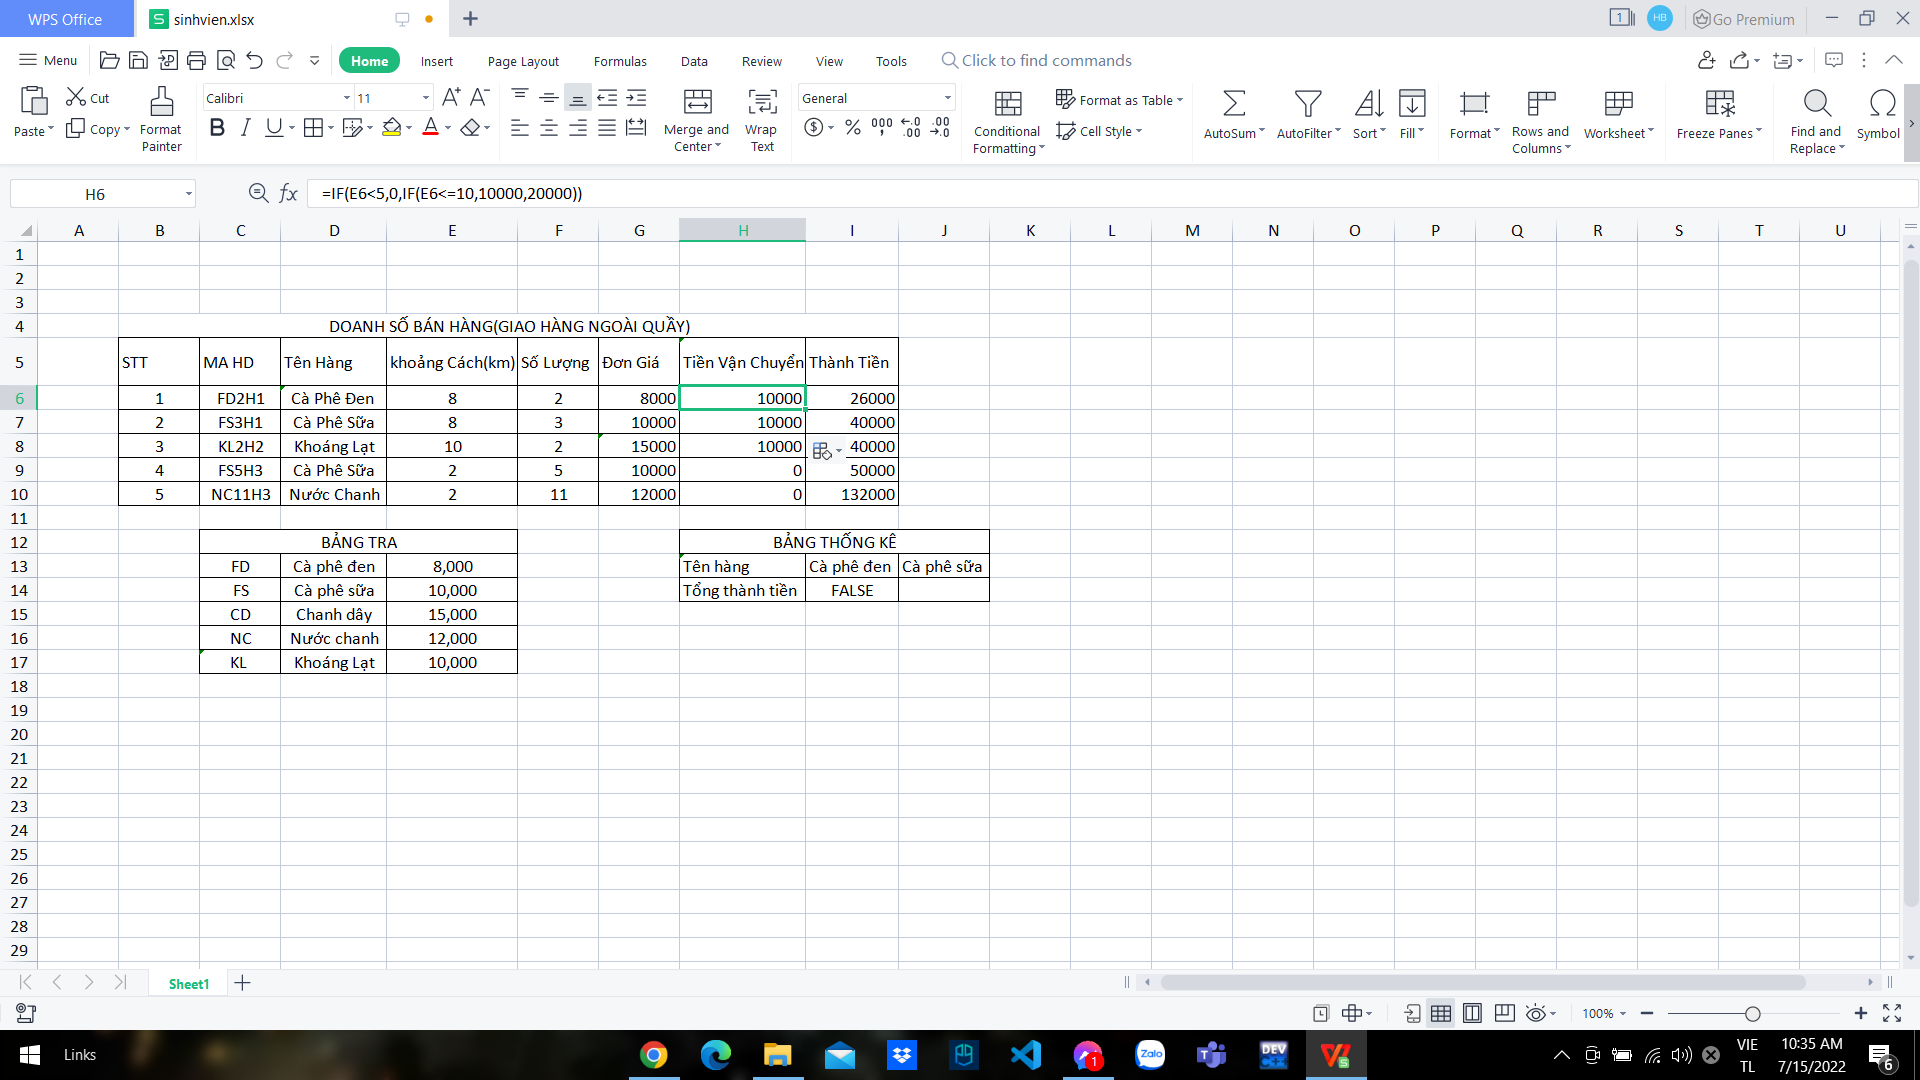 WPS Office
S sinhvien.xlsx
1 HB Go Premium
Menu Home Insert Page Layout Formulas Data Review View Tools Click to find commands
Paste Cut Copy Format Painter
Calibri 11
Merge and Center Wrap Text
General
Conditional Formatting Format as Table Cell Style
AutoSum AutoFilter Sort Fill Format Rows and Columns Worksheet Freeze Panes Find and Replace Symbol
H6 fx =IF(E6<5,0,IF(E6<=10,10000,20000))
A B C D E F G H I J K L M N O P Q R S T U
1
2
3
4 DOANH SỐ BÁN HÀNG(GIAO HÀNG NGOÀI QUẦY)
5 STT MA HD Tên Hàng khoảng Cách(km) Số Lượng Đơn Giá Tiền Vận Chuyển Thành Tiền
6 1 FD2H1 Cà Phê Đen 8 2 8000 10000 26000
7 2 FS3H1 Cà Phê Sữa 8 3 10000 10000 40000
8 3 KL2H2 Khoáng Lạt 10 2 15000 10000 40000
9 4 FS5H3 Cà Phê Sữa 2 5 10000 0 50000
10 5 NC11H3 Nước Chanh 2 11 12000 0 132000
11
12 BẢNG TRA BẢNG THỐNG KÊ
13 FD Cà phê đen 8,000 Tên hàng Cà phê đen Cà phê sữa
14 FS Cà phê sữa 10,000 Tổng thành tiền FALSE
15 CD Chanh dây 15,000
16 NC Nước chanh 12,000
17 KL Khoáng Lạt 10,000
18
19
20
21
22
23
24
25
26
27
28
29
Sheet1
100%
Links
1 Zalo DEV
VIE
TL
10:35 AM
7/15/2022
6